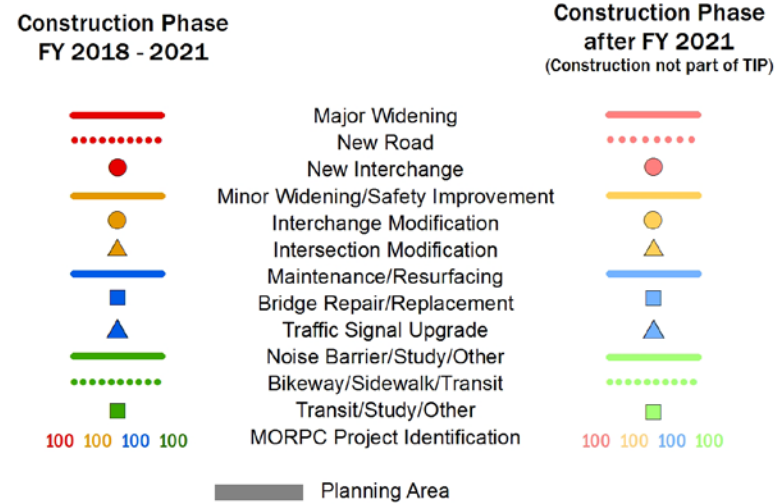 Construction Phase
FY 2018 - 2021
Construction Phase
after FY 2021
(Construction not part of TIP)
Major Widening
New Road
New Interchange
Minor Widening/Safety Improvement
Interchange Modification
Intersection Modification
Maintenance/Resurfacing
Bridge Repair/Replacement
Traffic Signal Upgrade
Noise Barrier/Study/Other
Bikeway/Sidewalk/Transit
Transit/Study/Other
100 100 100 100 MORPC Project Identification 100 100 100 100
Planning Area